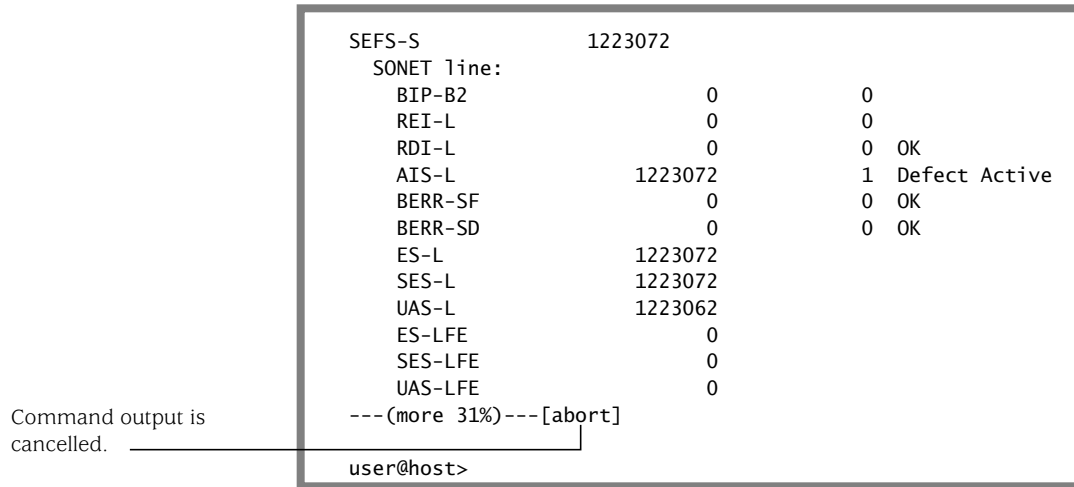 SEFS-S 1223072
SONET line:
BIP-B2 0 0
REI-L 0 0
RDI-L 0 0 OK
AIS-L 1223072 1 Defect Active
BERR-SF 0 0 OK
BERR-SD 0 0 OK
ES-L 1223072
SES-L 1223072
UAS-L 1223062
ES-LFE 0
SES-LFE 0
UAS-LFE 0
---(more 31%)---[abort]
Command output is
cancelled.
user@host>